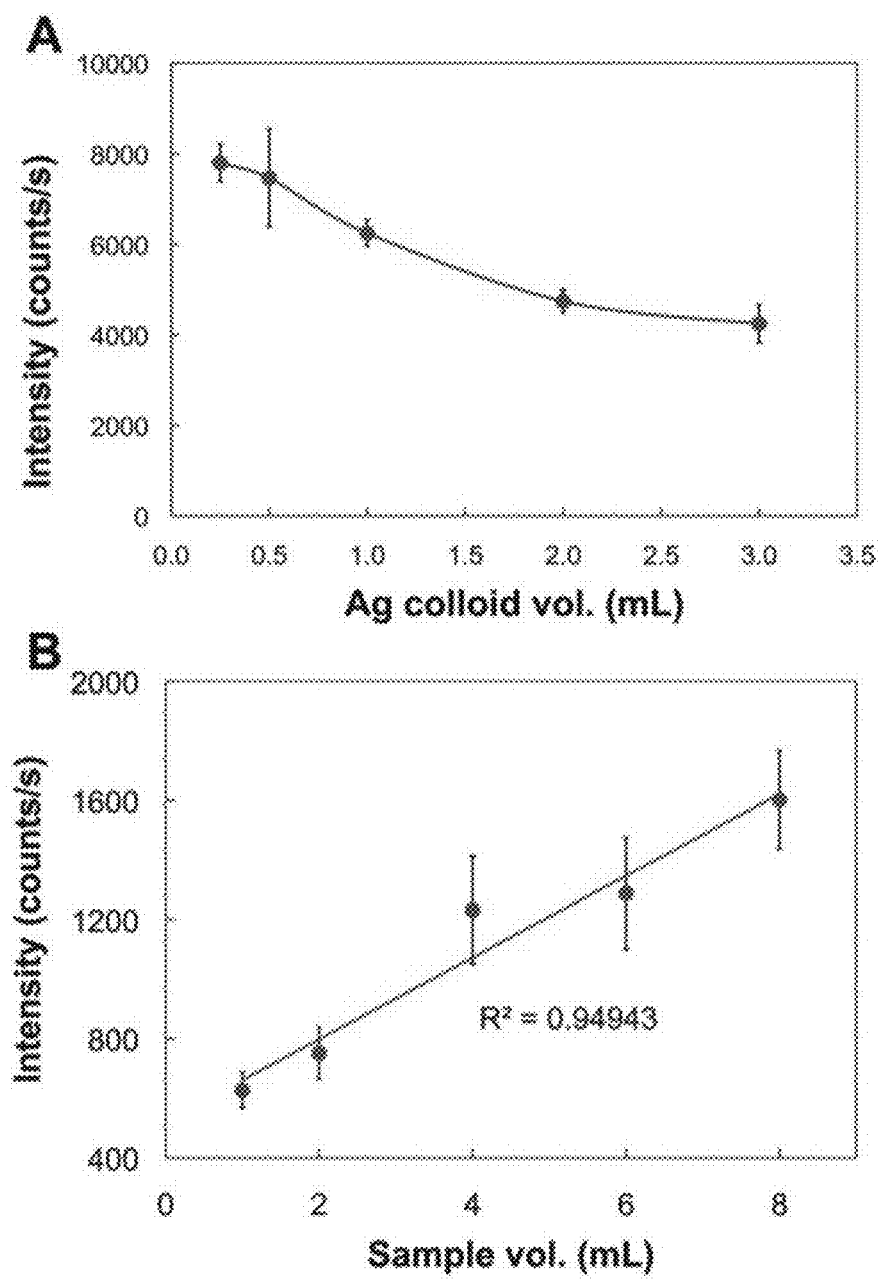 A
10000
8000
6000
4000
2000
0
Intensity (counts/s)
0.0 0.5 1.0 1.5 2.0 2.5 3.0 3.5
Ag colloid vol. (mL)
B
2000
1600
1200
800
400
Intensity (counts/s)
R² = 0.94943
0 2 4 6 8
Sample vol. (mL)